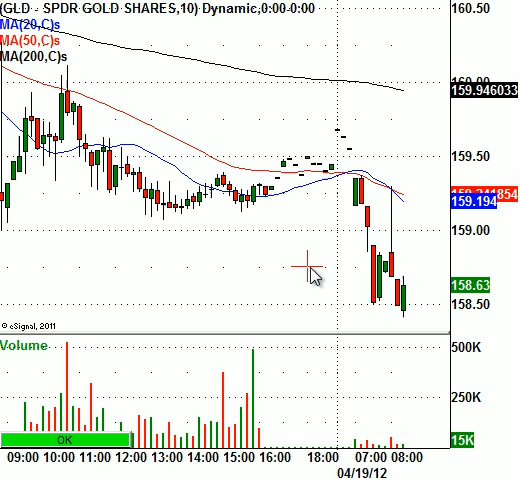 (GLD - SPDR GOLD SHARES,10) Dynamic,0:00-0:00
MA(20,C)s
MA(50,C)s
MA(200,C)s
160.50
160.00
159.946033
159.50
159.341854
159.194
159.00
158.63
158.50
© eSignal, 2011
Volume
500K
250K
15K
OK
09:00 10:00 11:00 12:00 13:00 14:00 15:00 16:00 18:00 07:00 08:00
04/19/12